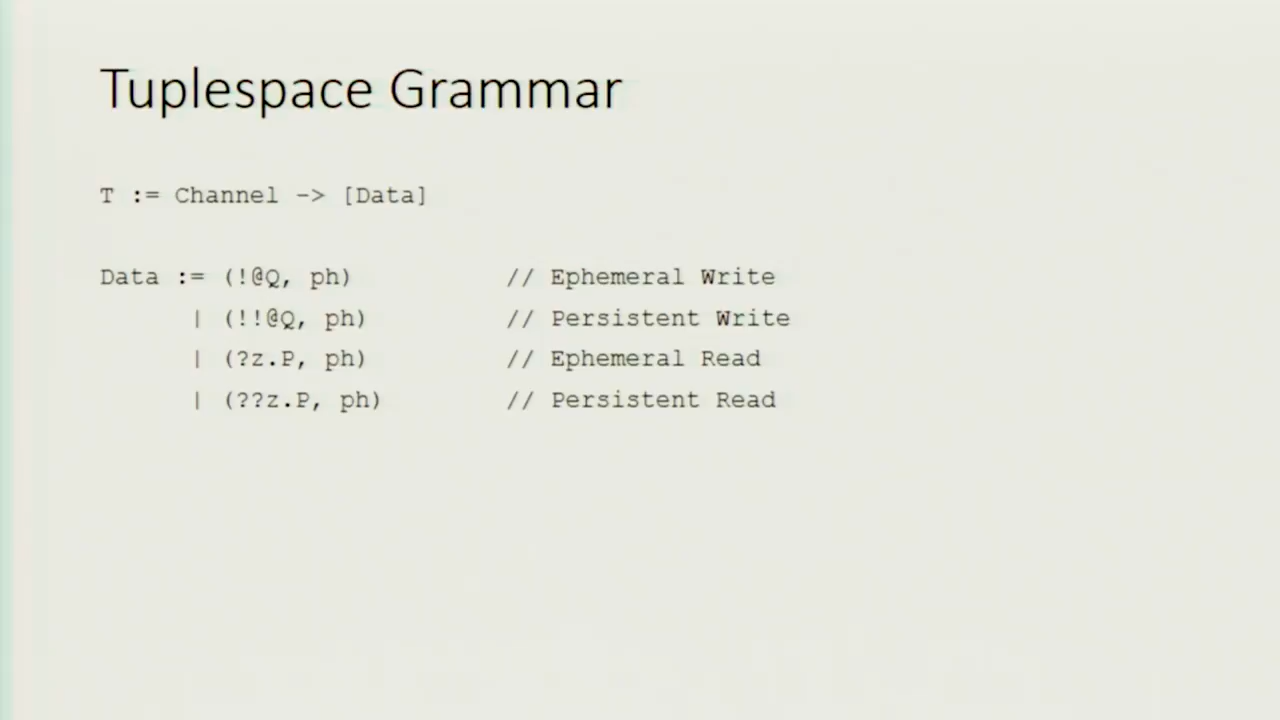 Tuplespace Grammar
T := Channel -> [Data]
Data := (!@Q, ph) // Ephemeral Write
| (!!@Q, ph) // Persistent Write
| (?z.P, ph) // Ephemeral Read
| (??z.P, ph) // Persistent Read